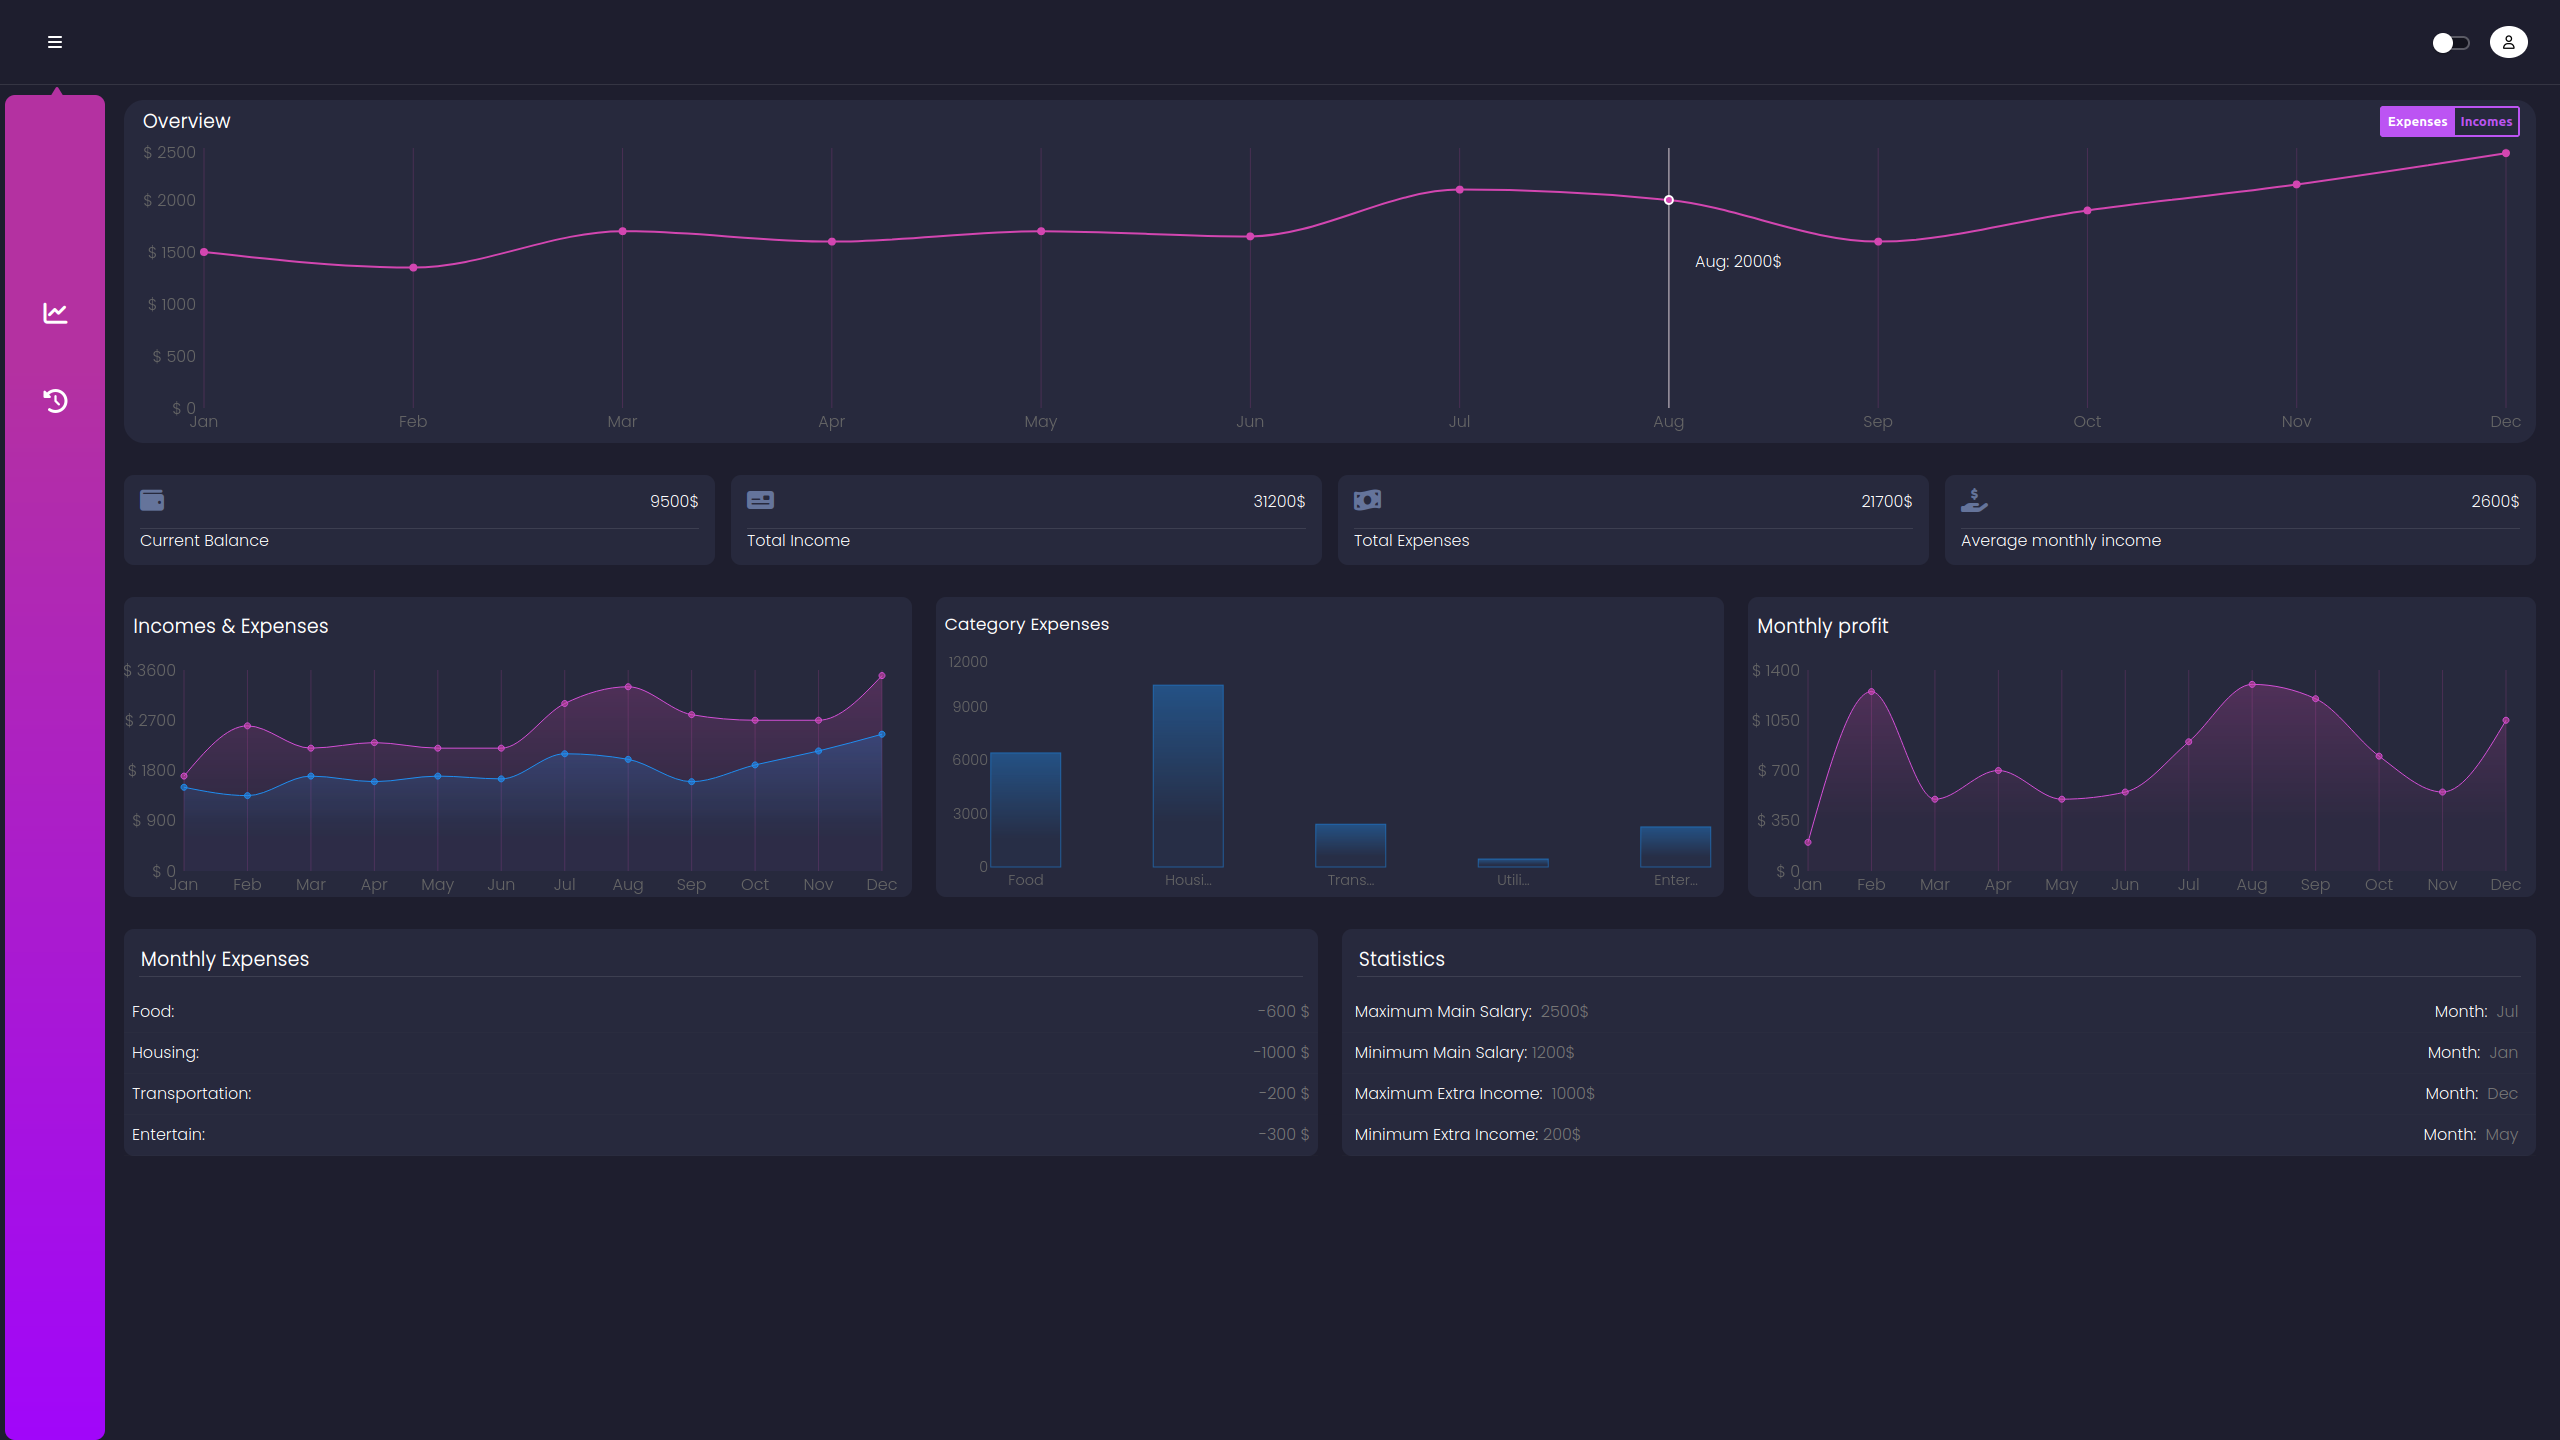 Overview
Expenses Incomes
$ 2500
$ 2000
$ 1500
$ 1000
$ 500
$ 0
Aug: 2000$
Jan Feb Mar Apr May Jun Jul Aug Sep Oct Nov Dec
9500$
Current Balance
31200$
Total Income
21700$
Total Expenses
2600$
Average monthly income
Incomes & Expenses
$ 3600
$ 2700
$ 1800
$ 900
$ 0
Jan Feb Mar Apr May Jun Jul Aug Sep Oct Nov Dec
Category Expenses
12000
9000
6000
3000
0
Food Housi... Trans... Utili... Enter...
Monthly profit
$ 1400
$ 1050
$ 700
$ 350
$ 0
Jan Feb Mar Apr May Jun Jul Aug Sep Oct Nov Dec
Monthly Expenses
Food: -600 $
Housing: -1000 $
Transportation: -200 $
Entertain: -300 $
Statistics
Maximum Main Salary: 2500$ Month: Jul
Minimum Main Salary: 1200$ Month: Jan
Maximum Extra Income: 1000$ Month: Dec
Minimum Extra Income: 200$ Month: May